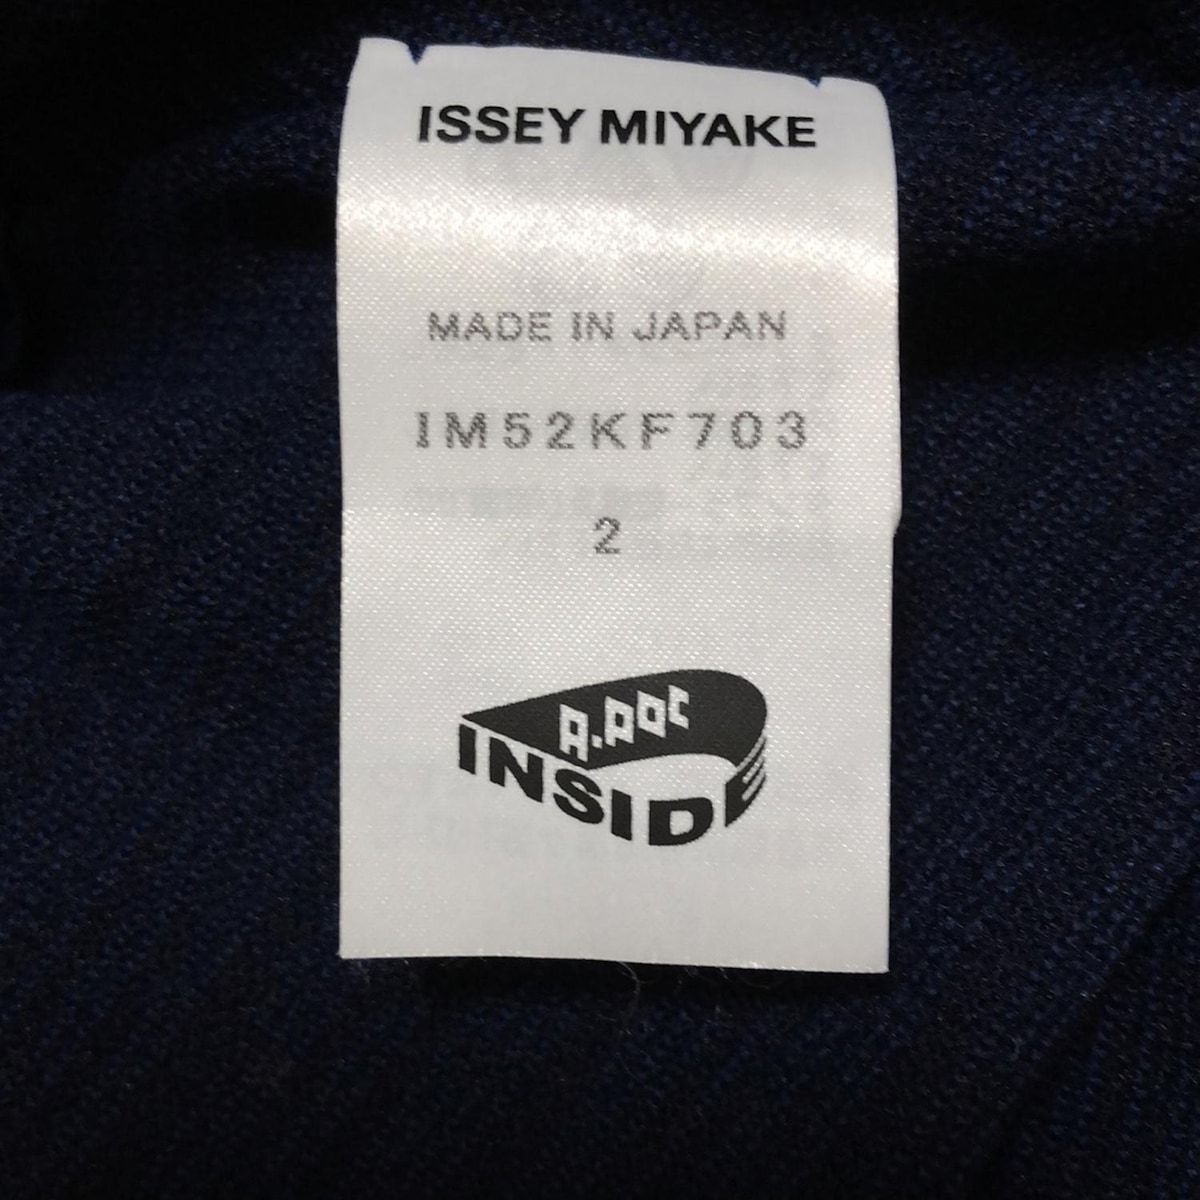 ISSEY MIYAKE
MADE IN JAPAN
IM52KF703
2
A.POC
INSIDE